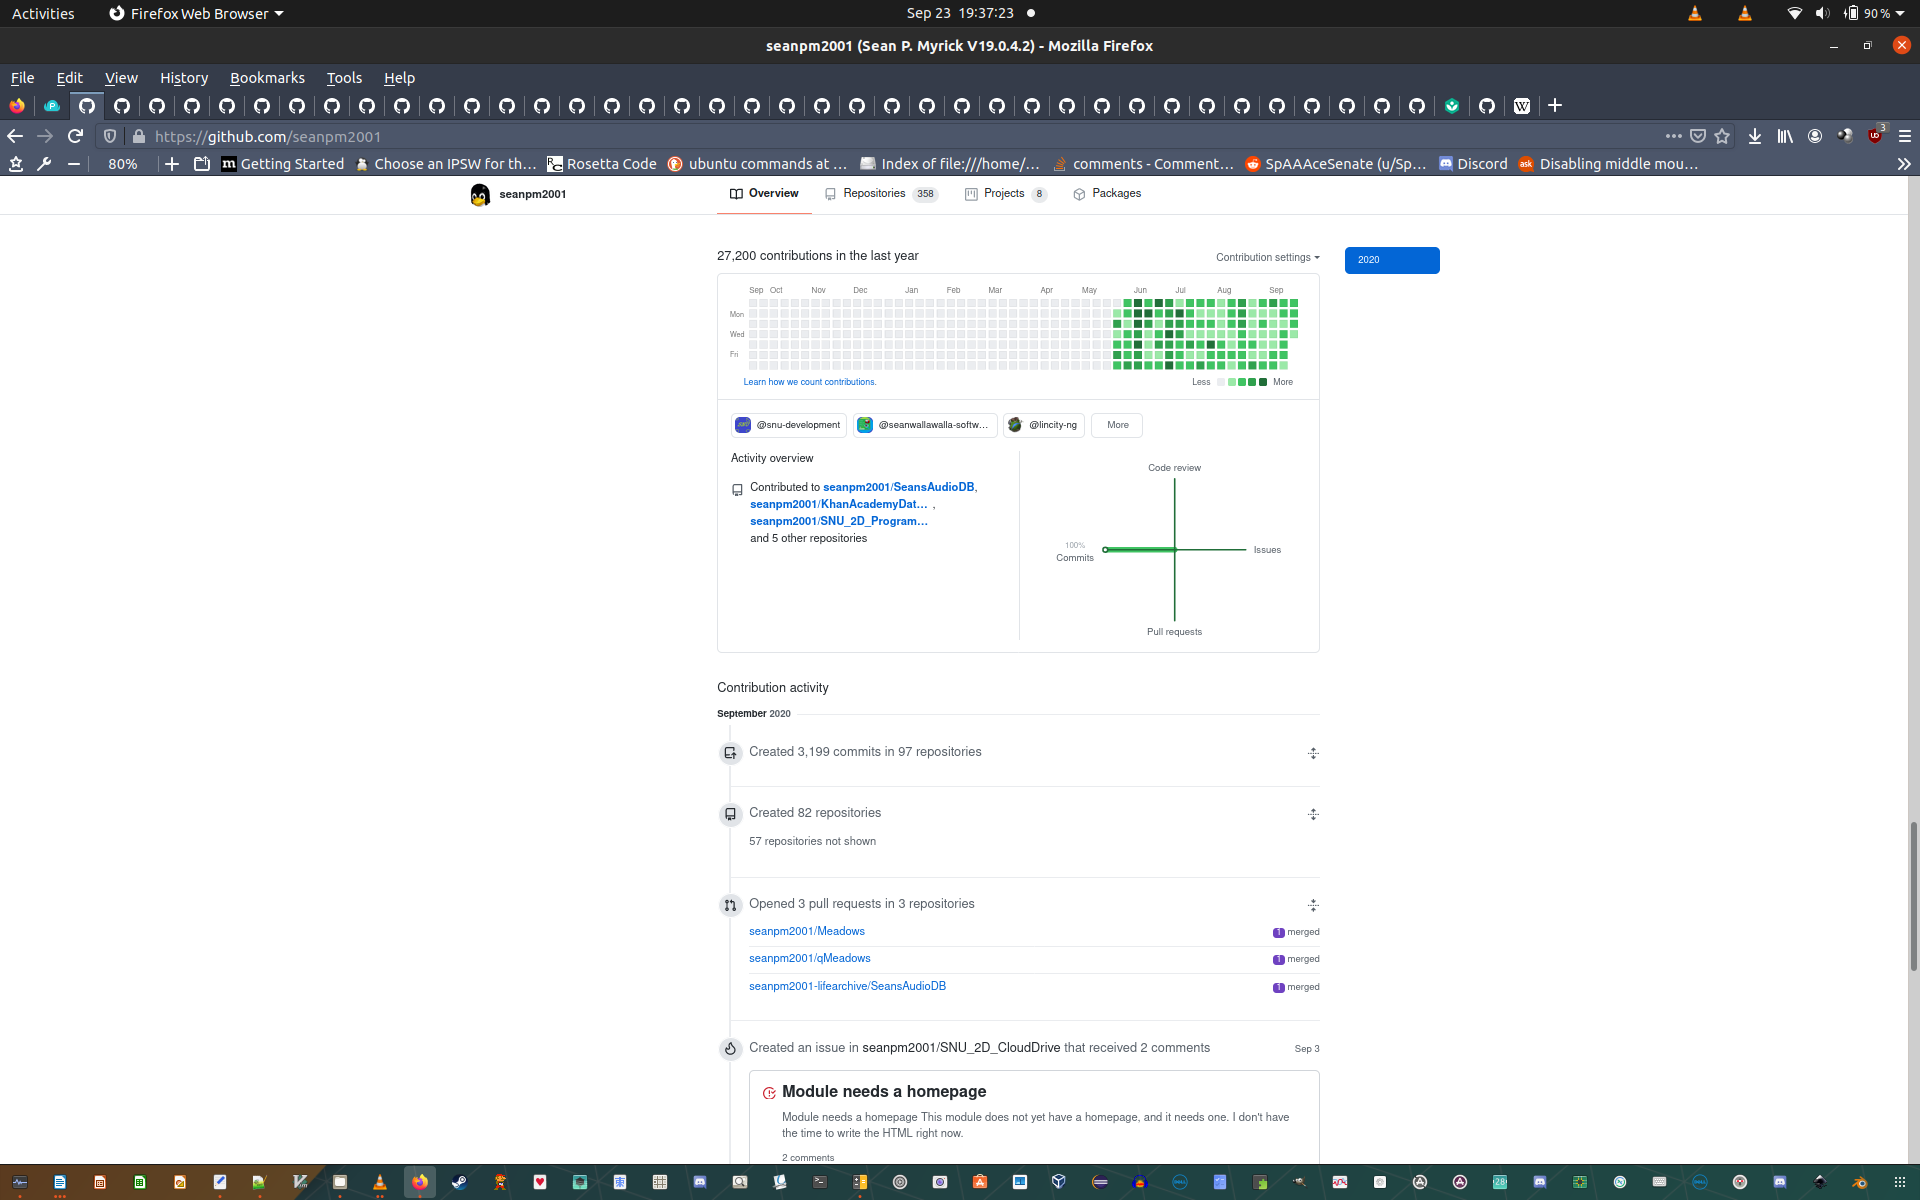 Activities
Firefox Web Browser
Sep 23 19:37:23
90 %
seanpm2001 (Sean P. Myrick V19.0.4.2) - Mozilla Firefox
File Edit View History Bookmarks Tools Help
https://github.com/seanpm2001
3
80%
Getting Started
Choose an IPSW for th…
Rosetta Code
ubuntu commands at …
Index of file:///home/…
comments - Comment…
SpAAAceSenate (u/Sp…
Discord
Disabling middle mou…
seanpm2001
Overview
Repositories 358
Projects 8
Packages
27,200 contributions in the last year
Contribution settings
2020
Sep Oct Nov Dec Jan Feb Mar Apr May Jun Jul Aug Sep
Mon
Wed
Fri
Learn how we count contributions.
Less
More
@snu-development
@seanwallawalla-softw…
@lincity-ng
More
Activity overview
Contributed to seanpm2001/SeansAudioDB,
seanpm2001/KhanAcademyDat… ,
seanpm2001/SNU_2D_Program…
and 5 other repositories
Code review
100%
Commits
Issues
Pull requests
Contribution activity
September 2020
Created 3,199 commits in 97 repositories
Created 82 repositories
57 repositories not shown
Opened 3 pull requests in 3 repositories
seanpm2001/Meadows
1 merged
seanpm2001/qMeadows
1 merged
seanpm2001-lifearchive/SeansAudioDB
1 merged
Created an issue in seanpm2001/SNU_2D_CloudDrive that received 2 comments
Sep 3
Module needs a homepage
Module needs a homepage This module does not yet have a homepage, and it needs one. I don't have
the time to write the HTML right now.
2 comments